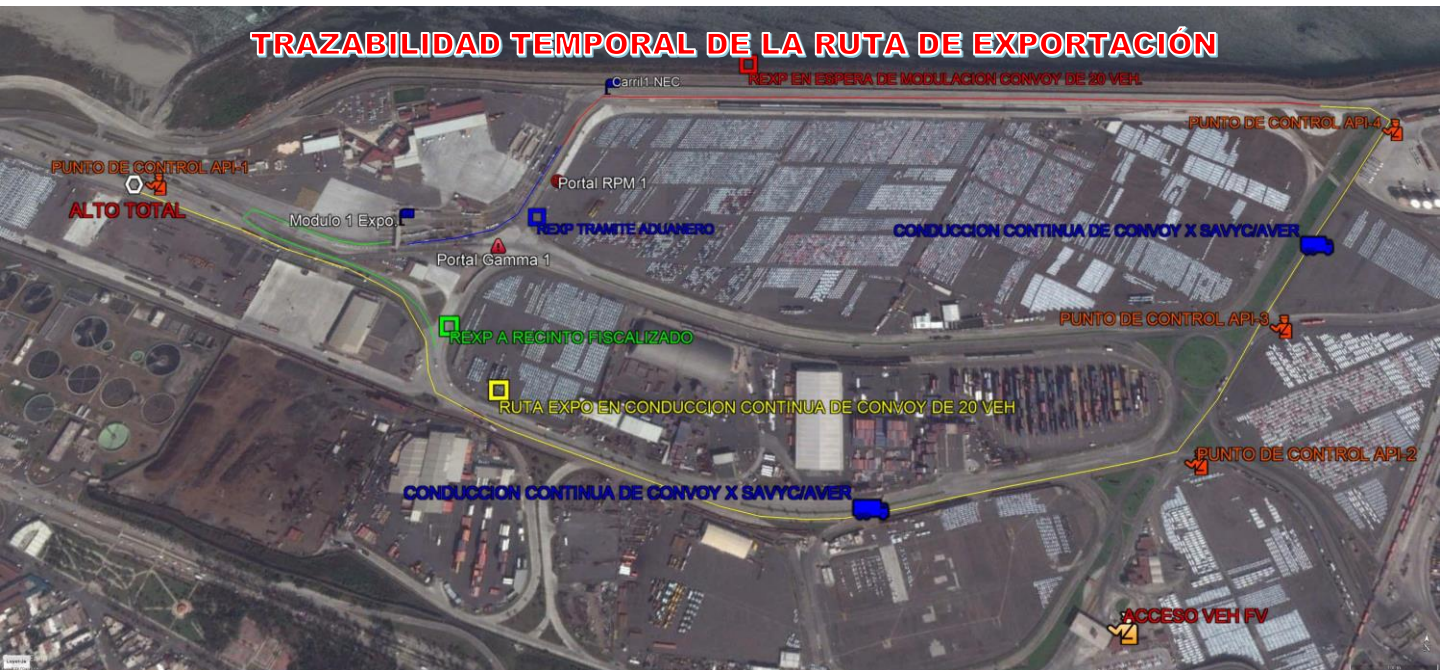 TRAZABILIDAD TEMPORAL DE LA RUTA DE EXPORTACIÓN
REXP EN ESPERA DE MODULACIÓN CONVOY DE 20 VEH.
Carril1 NEC
PUNTO DE CONTROL API-4
PUNTO DE CONTROL API-1
Portal RPM 1
ALTO TOTAL
Modulo 1 Expo.
REXP TRAMITE ADUANERO
CONDUCCION CONTINUA DE CONVOY X SAVYC/AVER
Portal Gamma 1
PUNTO DE CONTROL API-3
REXP A RECINTO FISCALIZADO
RUTA EXPO EN CONDUCCION CONTINUA DE CONVOY DE 20 VEH
PUNTO DE CONTROL API-2
CONDUCCION CONTINUA DE CONVOY X SAVYC/AVER
ACCESO VEH FV